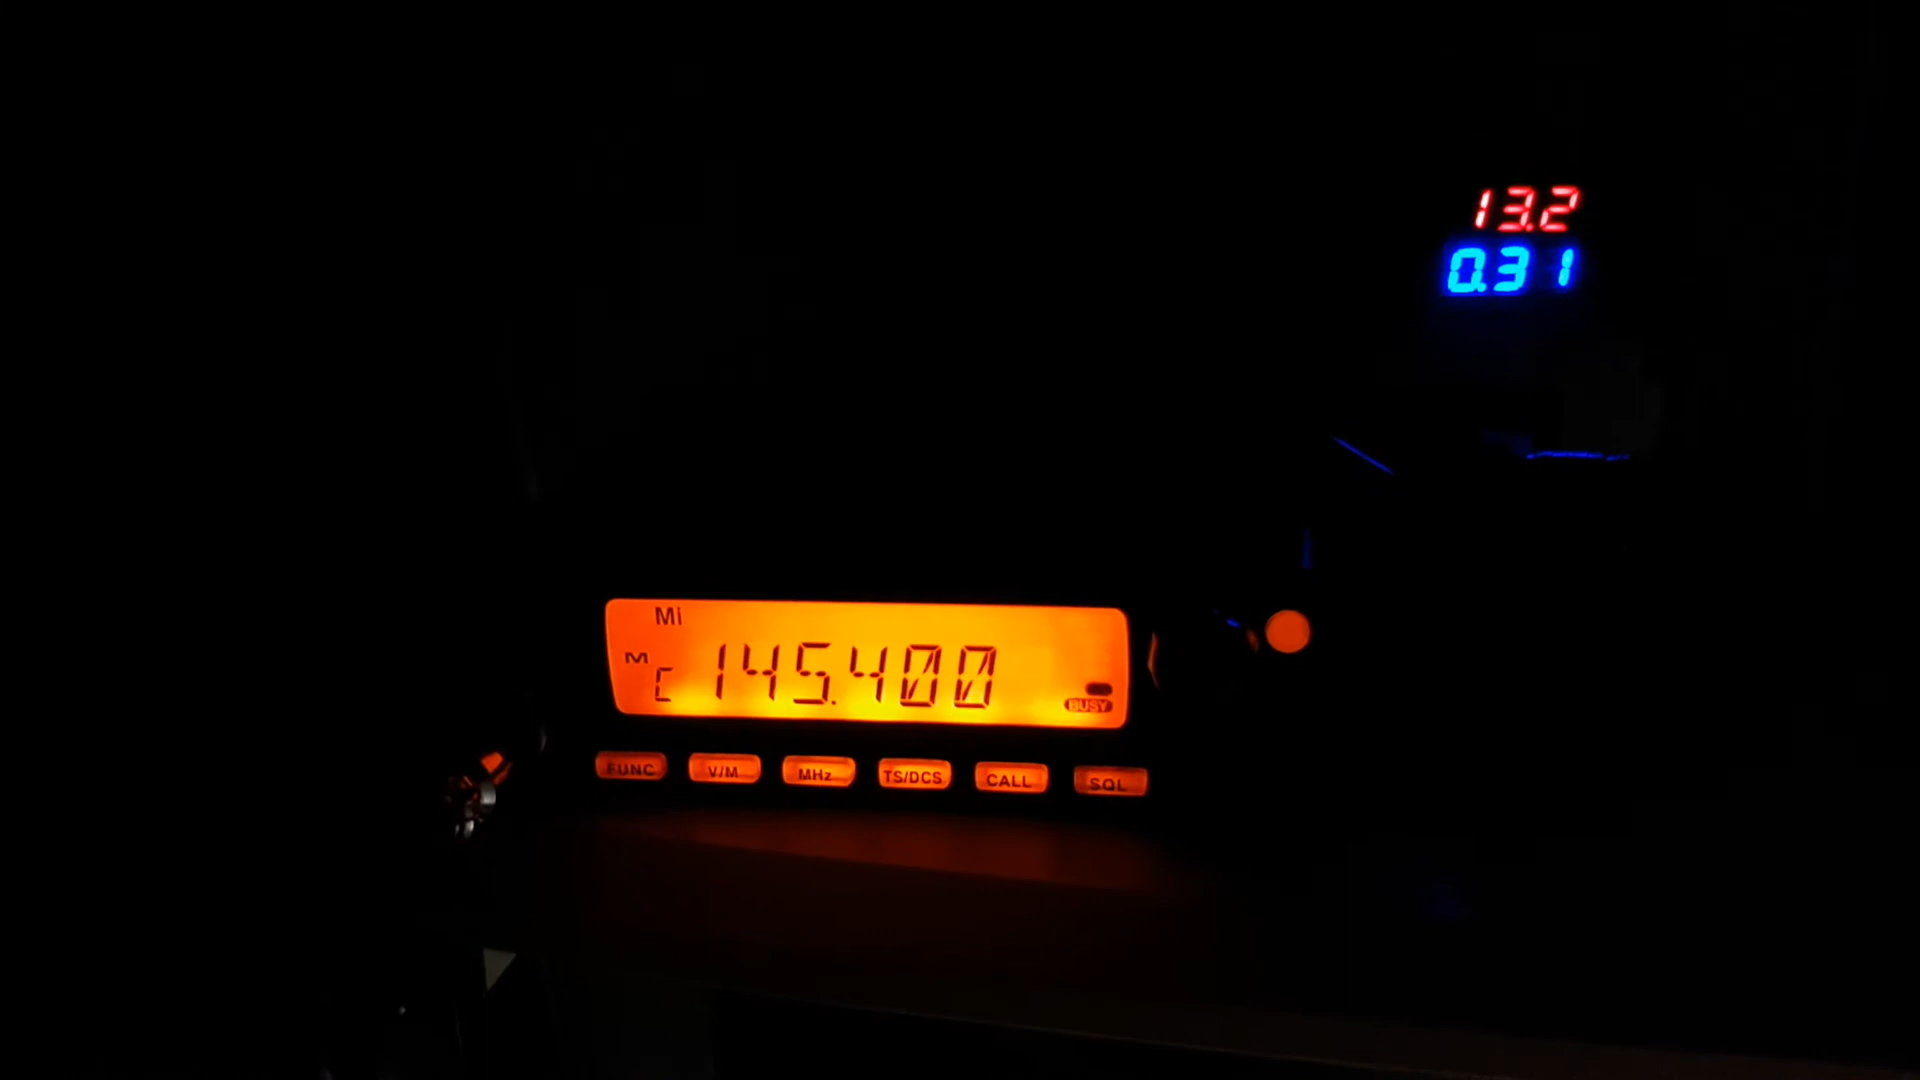 13.2
0.31
Mi
M
C 145.400
BUSY
FUNC V/M MHz TS/DCS CALL SQL